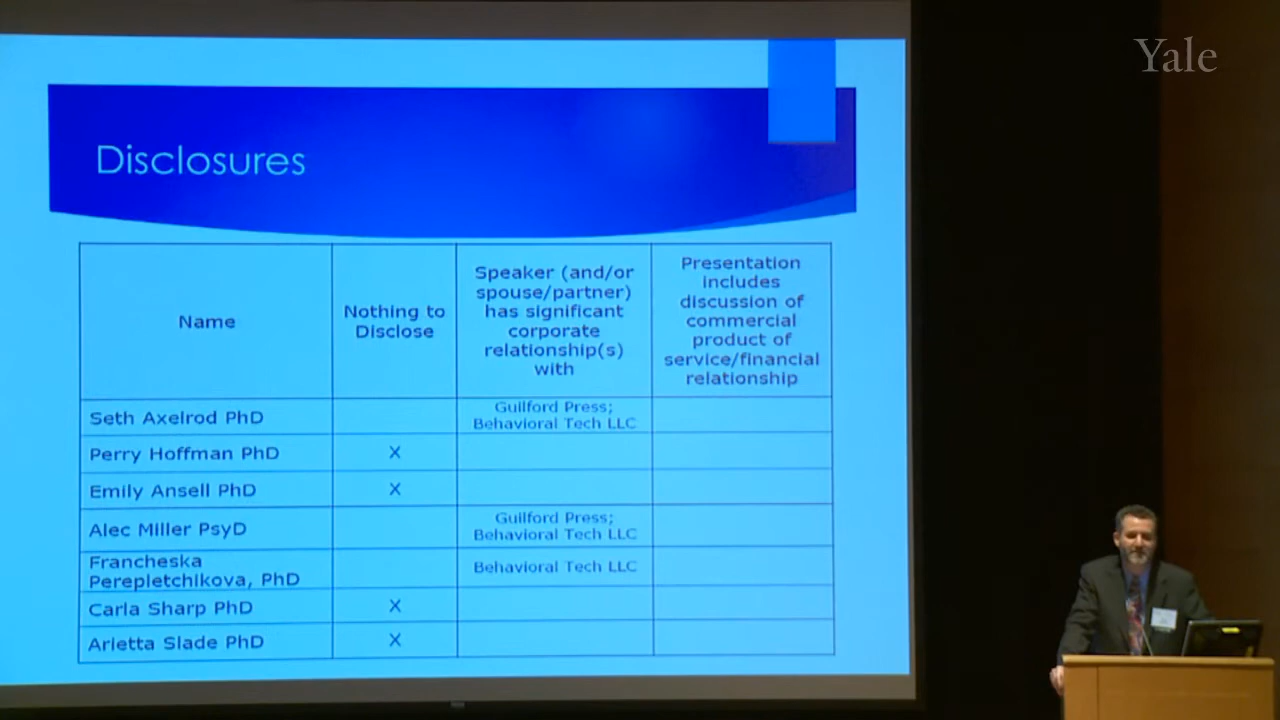 Yale
Disclosures
Name
Nothing to
Disclose
Speaker (and/or
spouse/partner)
has significant
corporate
relationship(s)
with
Presentation
includes
discussion of
commercial
product of
service/financial
relationship
Seth Axelrod PhD
Guilford Press;
Behavioral Tech LLC
Perry Hoffman PhD
X
Emily Ansell PhD
X
Alec Miller PsyD
Guilford Press;
Behavioral Tech LLC
Francheska
Perepletchikova, PhD
Behavioral Tech LLC
Carla Sharp PhD
X
Arietta Slade PhD
X